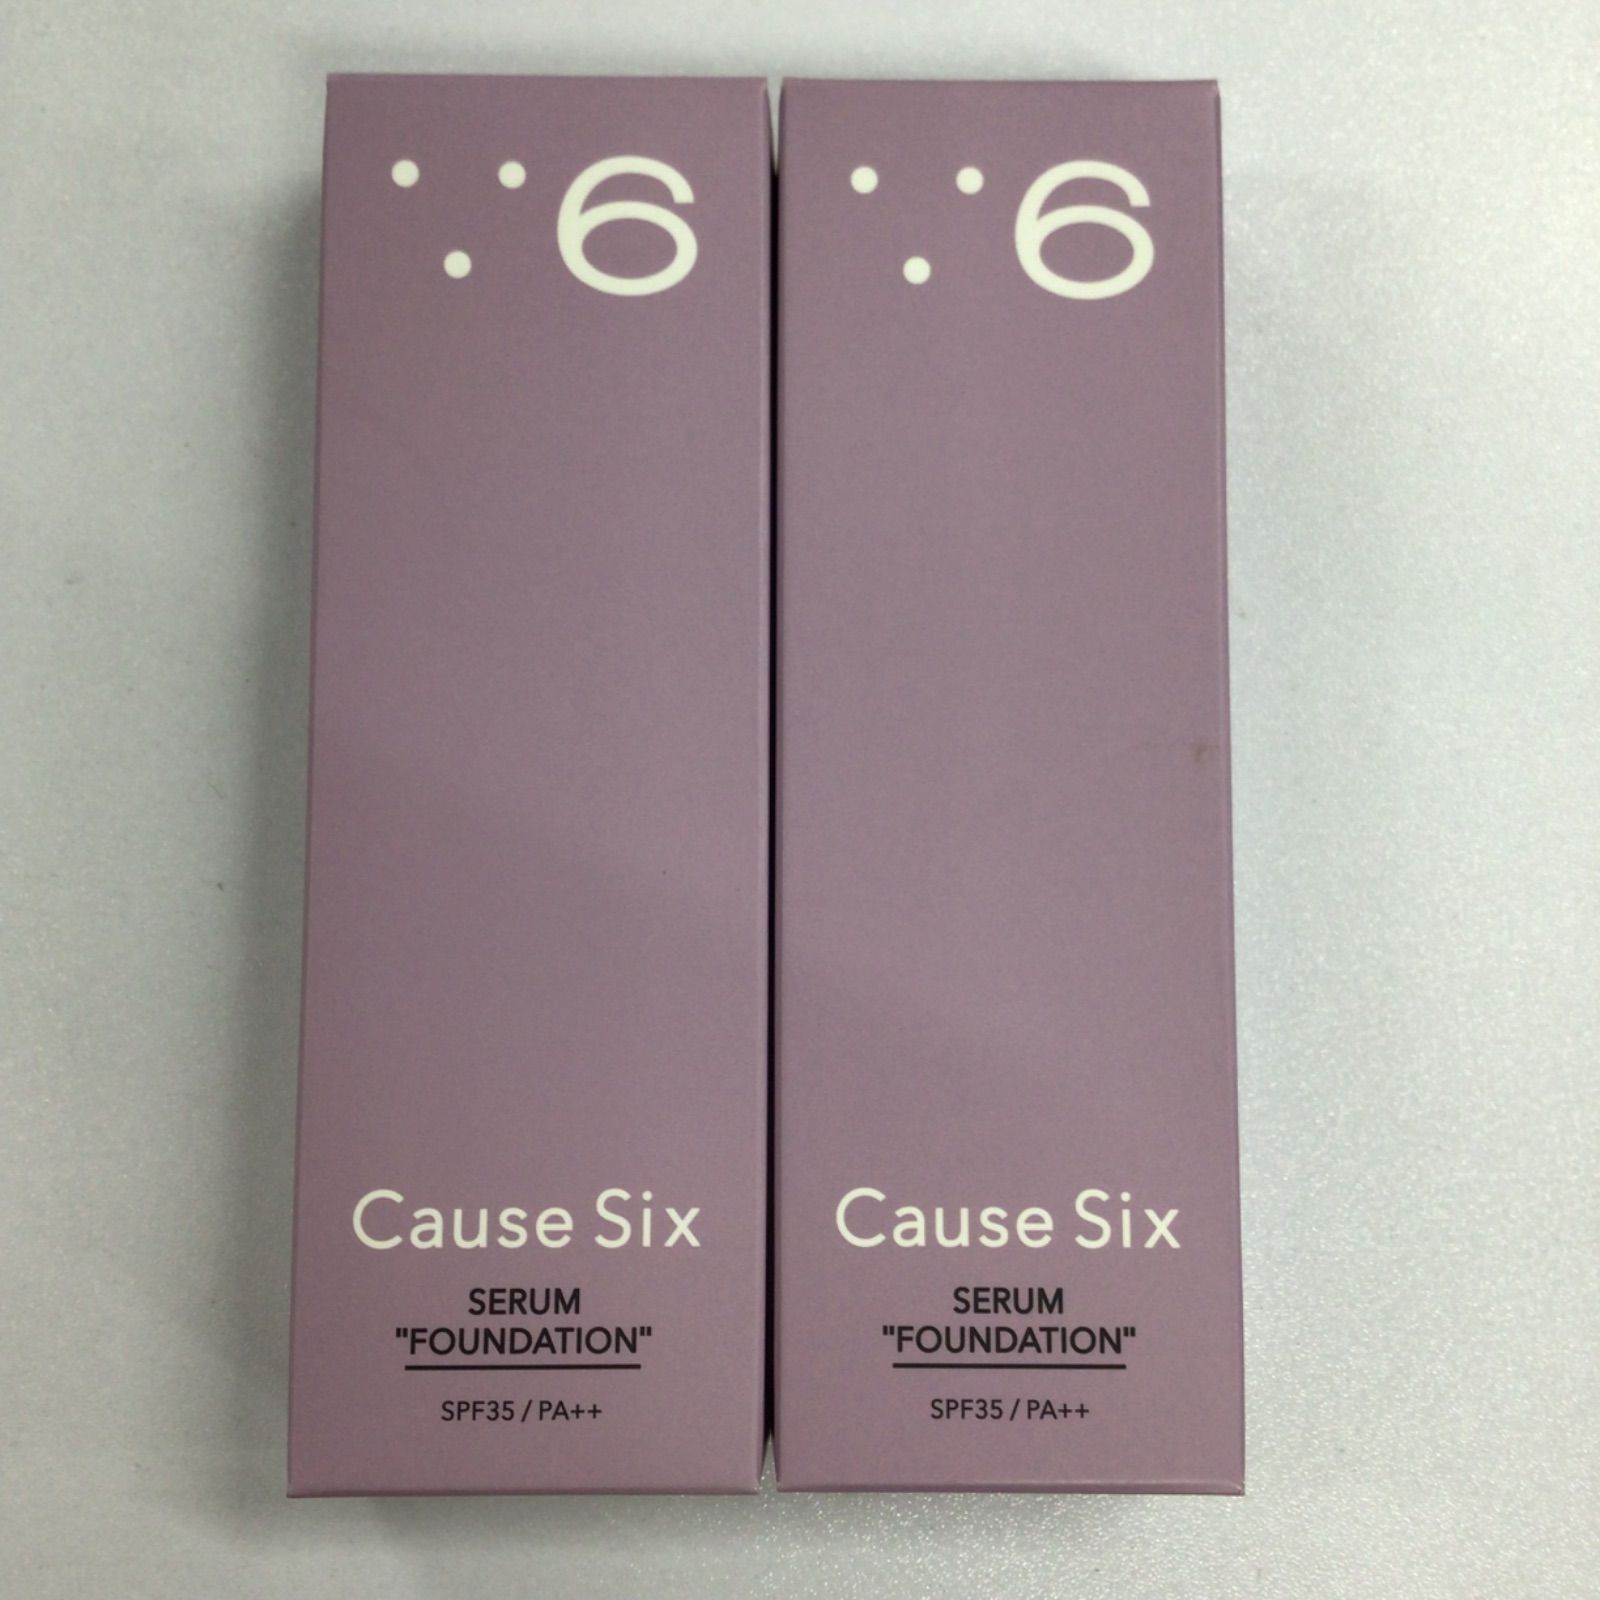 ∵6
Cause Six
SERUM
"FOUNDATION"
SPF35 / PA++
∵6
Cause Six
SERUM
"FOUNDATION"
SPF35 / PA++